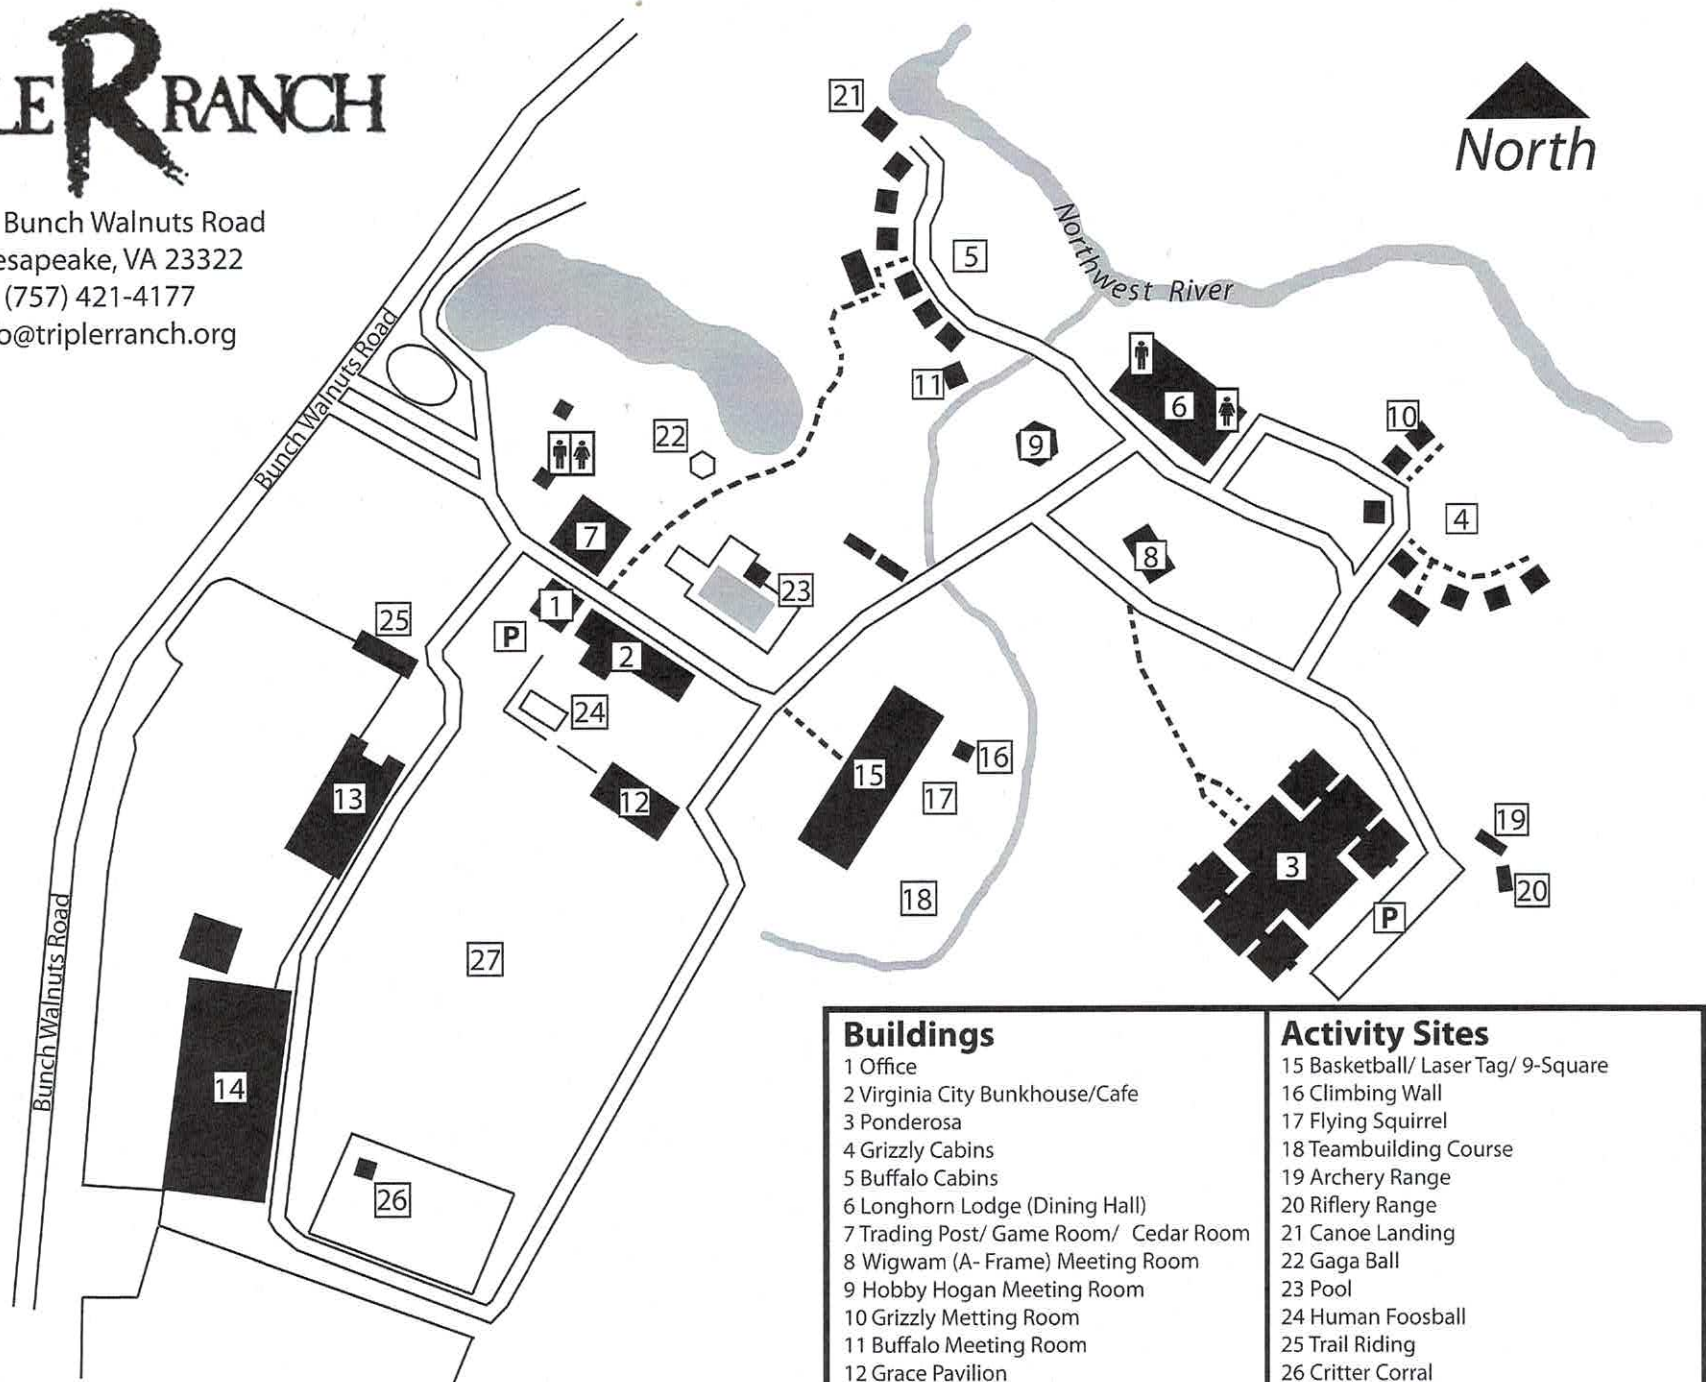 LE R RANCH
Bunch Walnuts Road
esapeake, VA 23322
(757) 421-4177
o@triplerranch.org
North
Northwest River
Bunch Walnuts Road
Bunch Walnuts Road
21
5
11
22
9
6
10
4
7
8
23
1
P
2
25
24
15
16
17
12
13
19
3
20
18
P
27
14
26
Buildings
1 Office
2 Virginia City Bunkhouse/Cafe
3 Ponderosa
4 Grizzly Cabins
5 Buffalo Cabins
6 Longhorn Lodge (Dining Hall)
7 Trading Post/ Game Room/ Cedar Room
8 Wigwam (A- Frame) Meeting Room
9 Hobby Hogan Meeting Room
10 Grizzly Metting Room
11 Buffalo Meeting Room
12 Grace Pavilion
Activity Sites
15 Basketball/ Laser Tag/ 9-Square
16 Climbing Wall
17 Flying Squirrel
18 Teambuilding Course
19 Archery Range
20 Riflery Range
21 Canoe Landing
22 Gaga Ball
23 Pool
24 Human Foosball
25 Trail Riding
26 Critter Corral